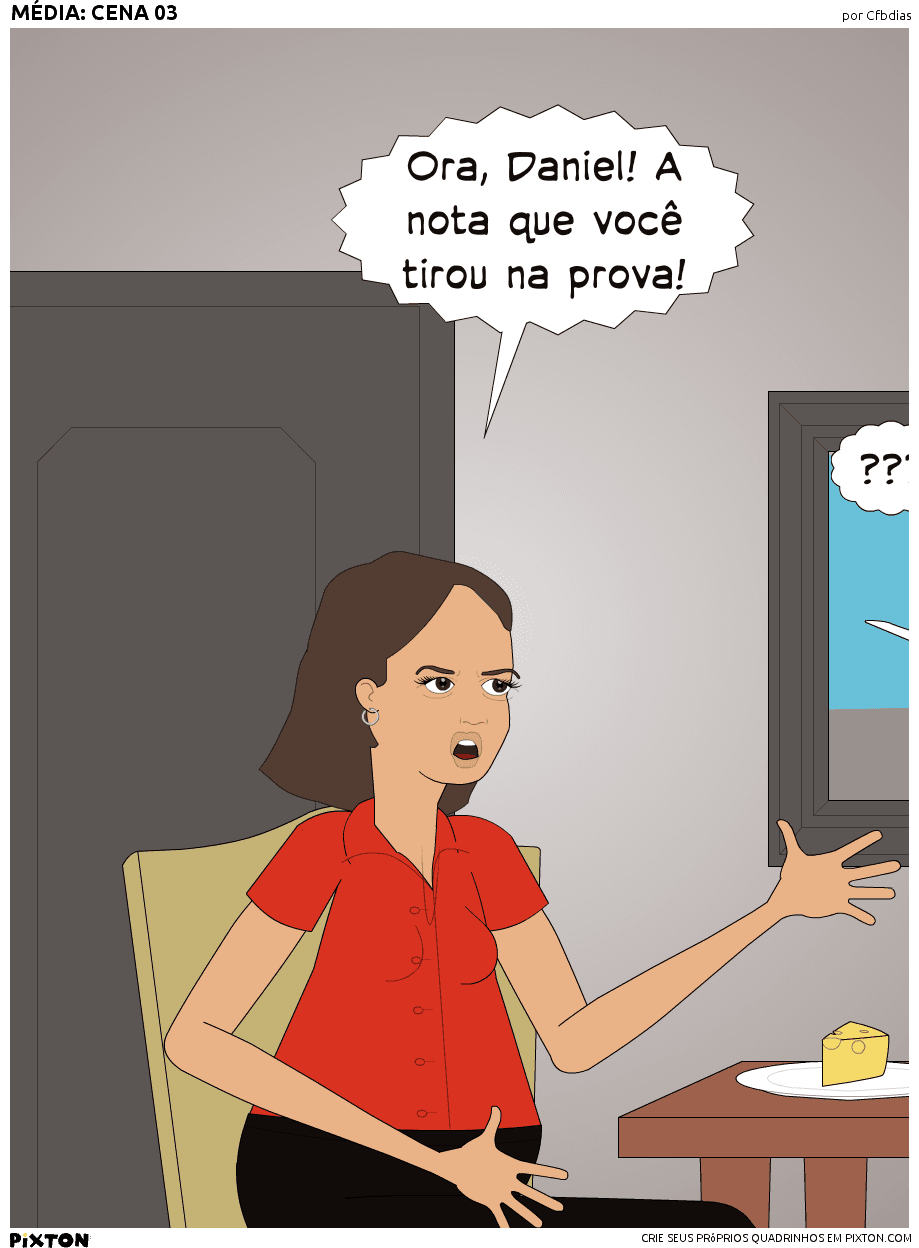 MÉDIA: CENA 03
por Cfbdias
Ora, Daniel! A
nota que você
tirou na prova!
???
PIXTON
CRIE SEUS PRÓPRIOS QUADRINHOS EM PIXTON.COM